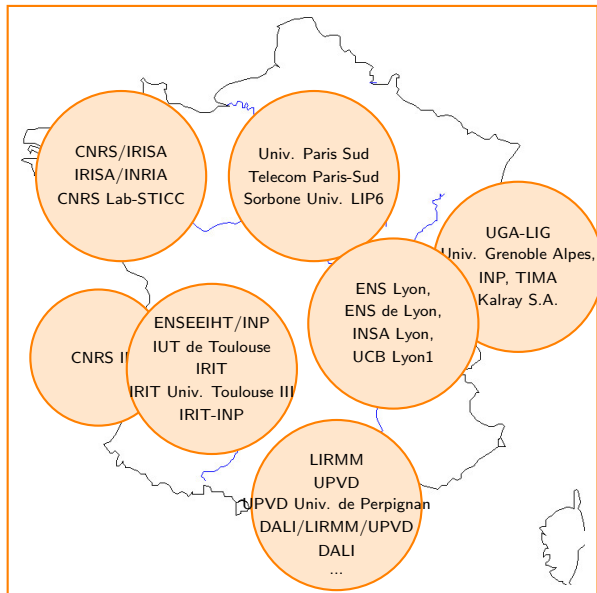 CNRS/IRISA
IRISA/INRIA
CNRS Lab-STICC
Univ. Paris Sud
Telecom Paris-Sud
Sorbone Univ. LIP6
UGA-LIG
Univ. Grenoble Alpes,
INP, TIMA
Kalray S.A.
ENS Lyon,
ENS de Lyon,
INSA Lyon,
UCB Lyon1
CNRS
ENSEEIHT/INP
IUT de Toulouse
IRIT
IRIT Univ. Toulouse III
IRIT-INP
LIRMM
UPVD
UPVD Univ. de Perpignan
DALI/LIRMM/UPVD
DALI
...